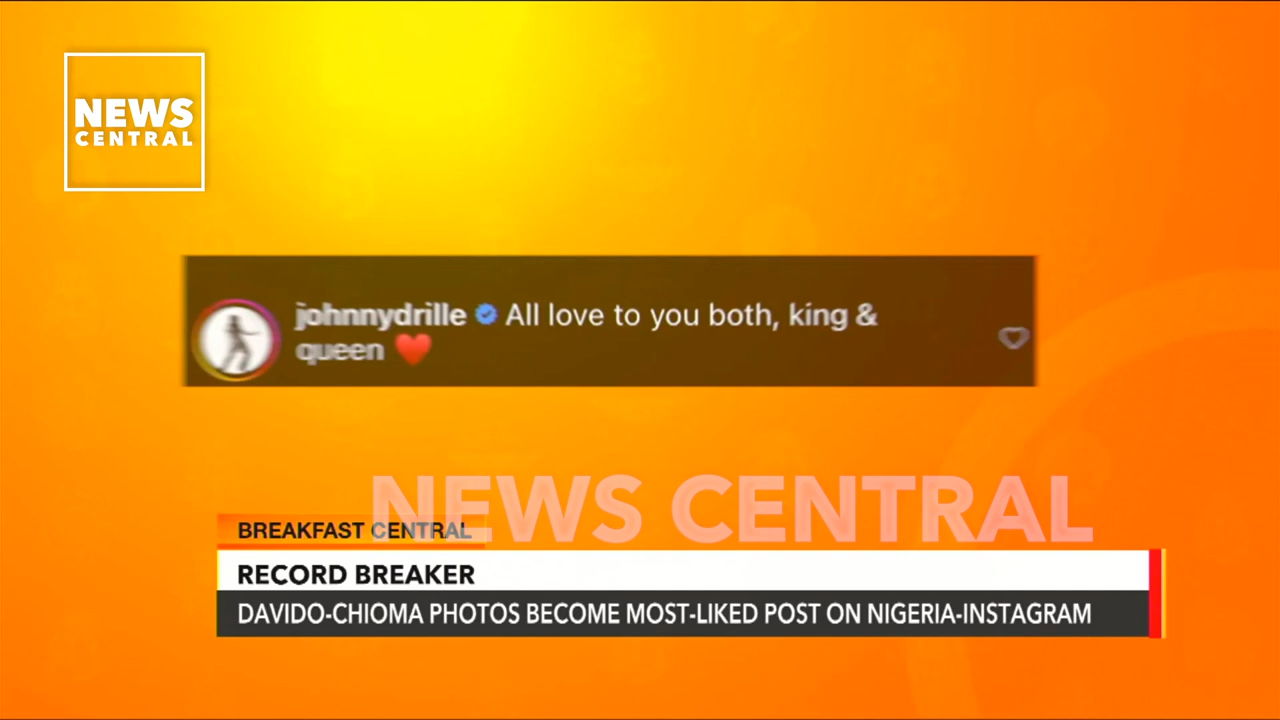 NEWS
CENTRAL
johnnydrille All love to you both, king &
queen
NEWS CENTRAL
BREAKFAST CENTRAL
RECORD BREAKER
DAVIDO-CHIOMA PHOTOS BECOME MOST-LIKED POST ON NIGERIA-INSTAGRAM